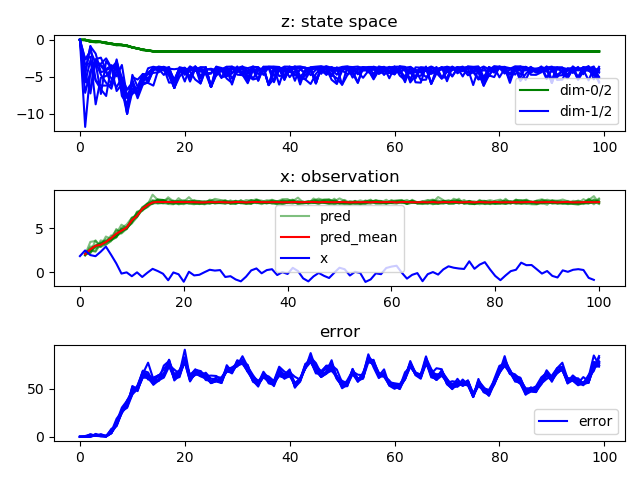 z: state space
0
−5
−10
dim-0/2
dim-1/2
0 20 40 60 80 100
x: observation
5
0
pred
pred_mean
x
0 20 40 60 80 100
error
50
0
error
0 20 40 60 80 100